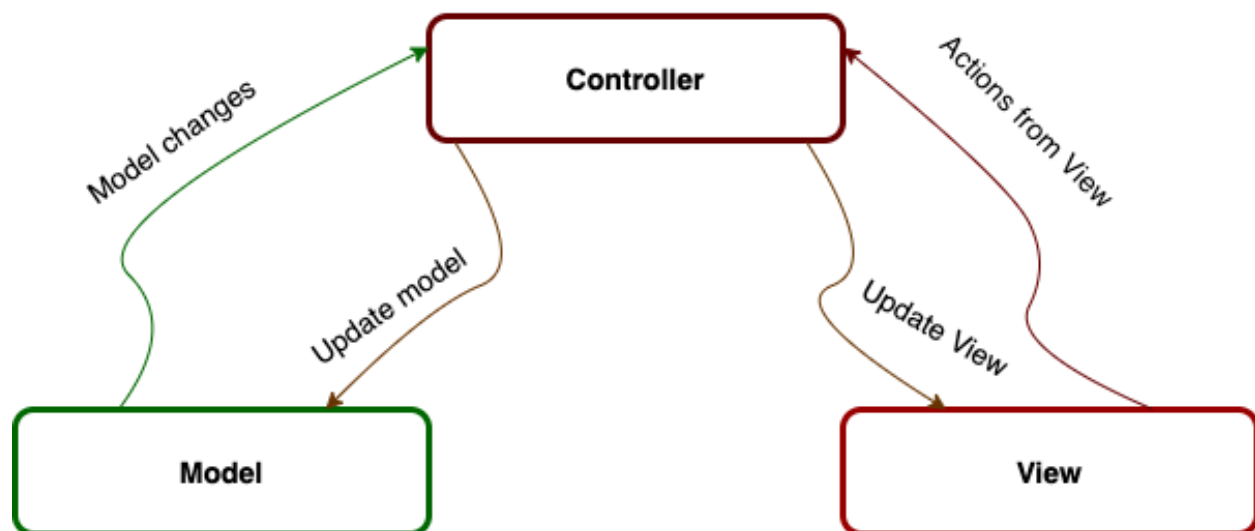 Controller
Model changes
Actions from View
Update model
Update View
Model
View